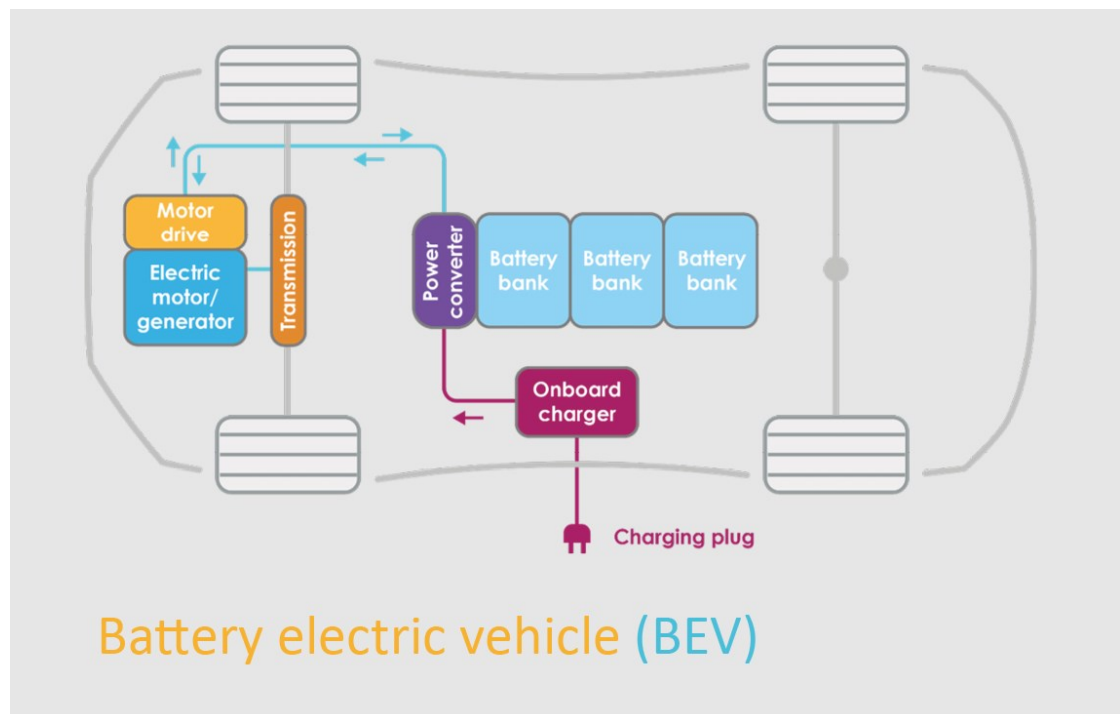 Motor
drive
Electric
motor/
generator
Transmission
Power
converter
Battery
bank
Battery
bank
Battery
bank
Onboard
charger
Charging plug
Battery electric vehicle (BEV)